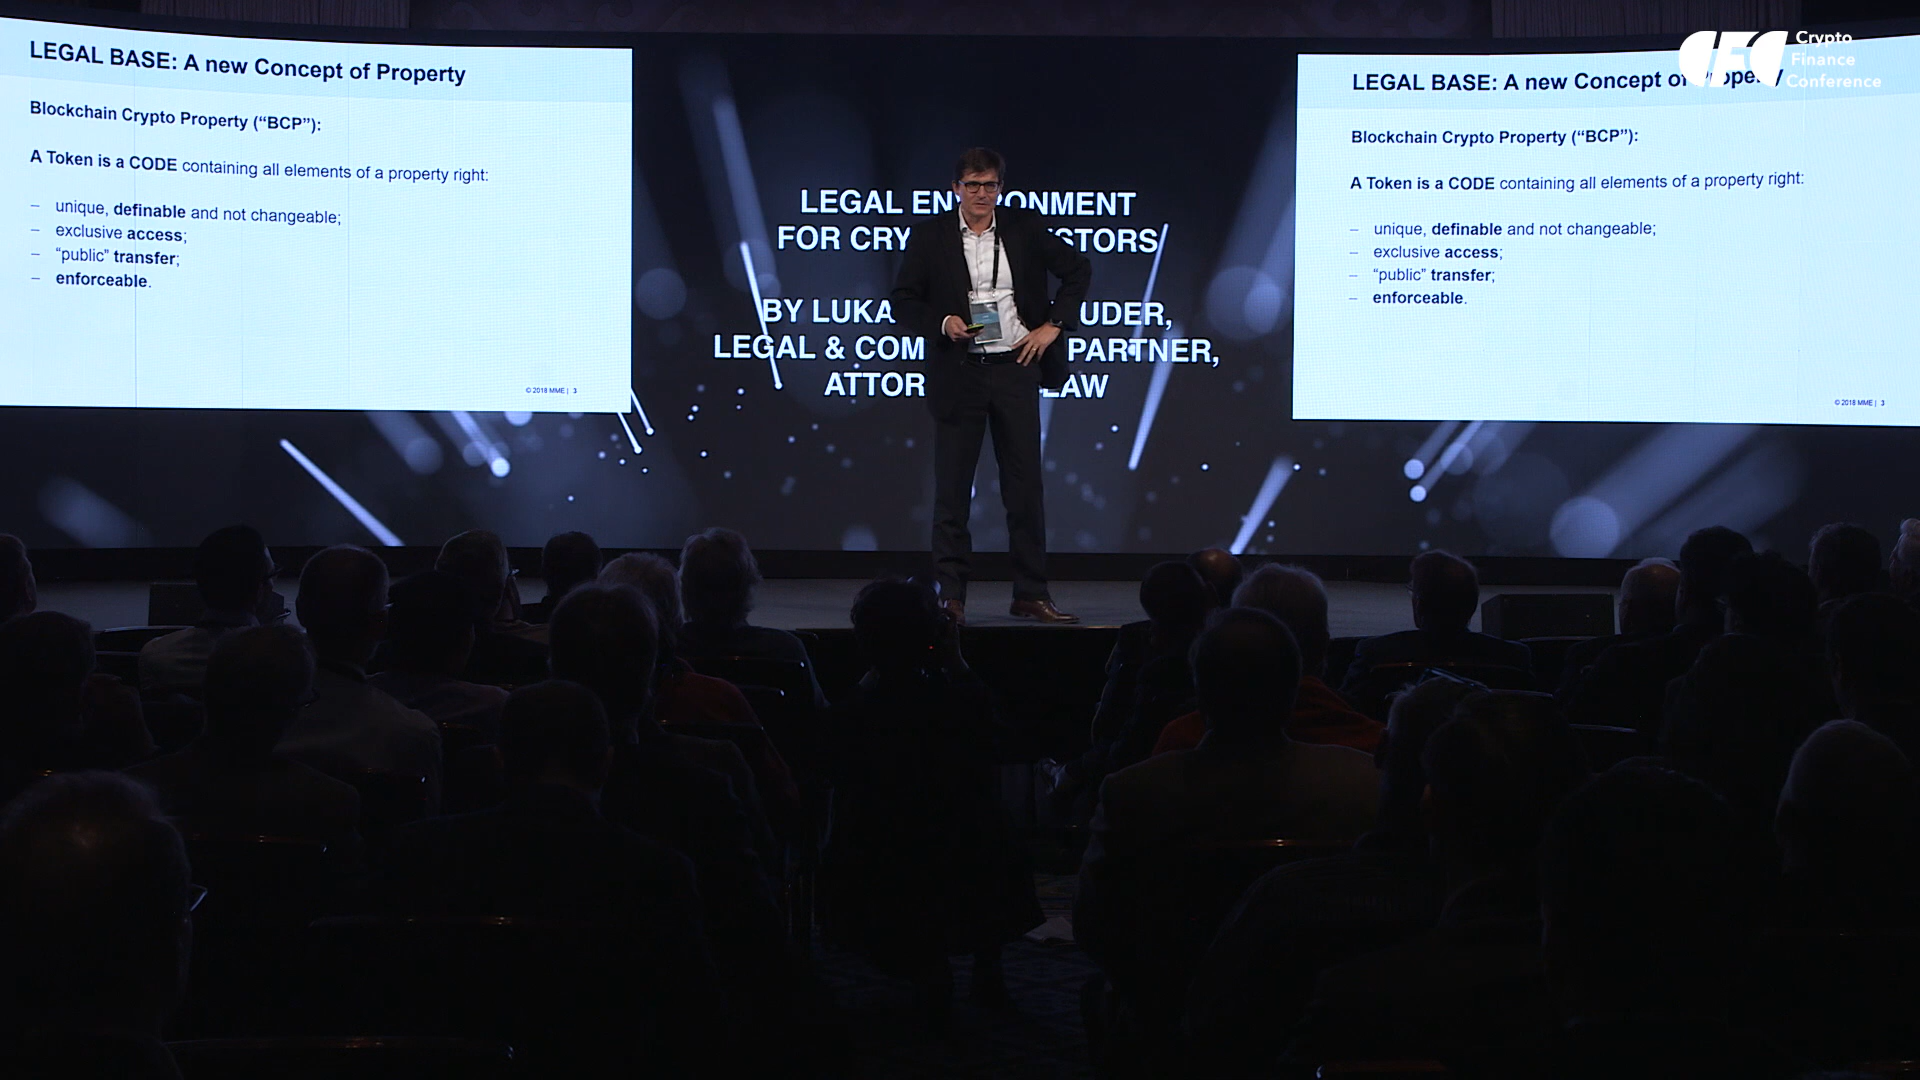 LEGAL BASE: A new Concept of Property
Blockchain Crypto Property (“BCP”):
A Token is a CODE containing all elements of a property right:
– unique, definable and not changeable;
– exclusive access;
– “public” transfer;
– enforceable.
© 2018 MME | 3
LEGAL EN ONMENT
FOR CRY STORS
BY LUKA UDER,
LEGAL & COM PARTNER,
ATTOR LAW
LEGAL BASE: A new Concept of Property
Blockchain Crypto Property (“BCP”):
A Token is a CODE containing all elements of a property right:
– unique, definable and not changeable;
– exclusive access;
– “public” transfer;
– enforceable.
© 2018 MME | 3
CFC
Crypto
Finance
Conference